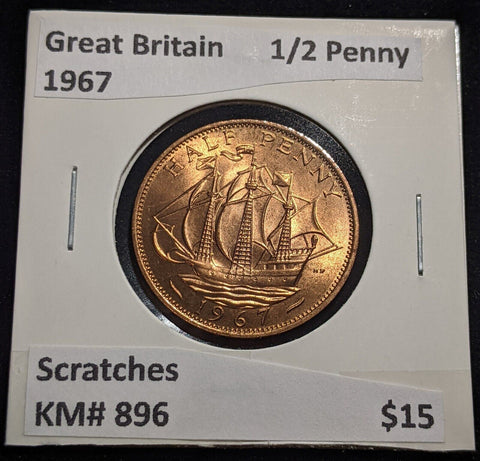 Great Britain 1/2 Penny
1967
HALF PENNY
1967
Scratches
KM# 896 $15